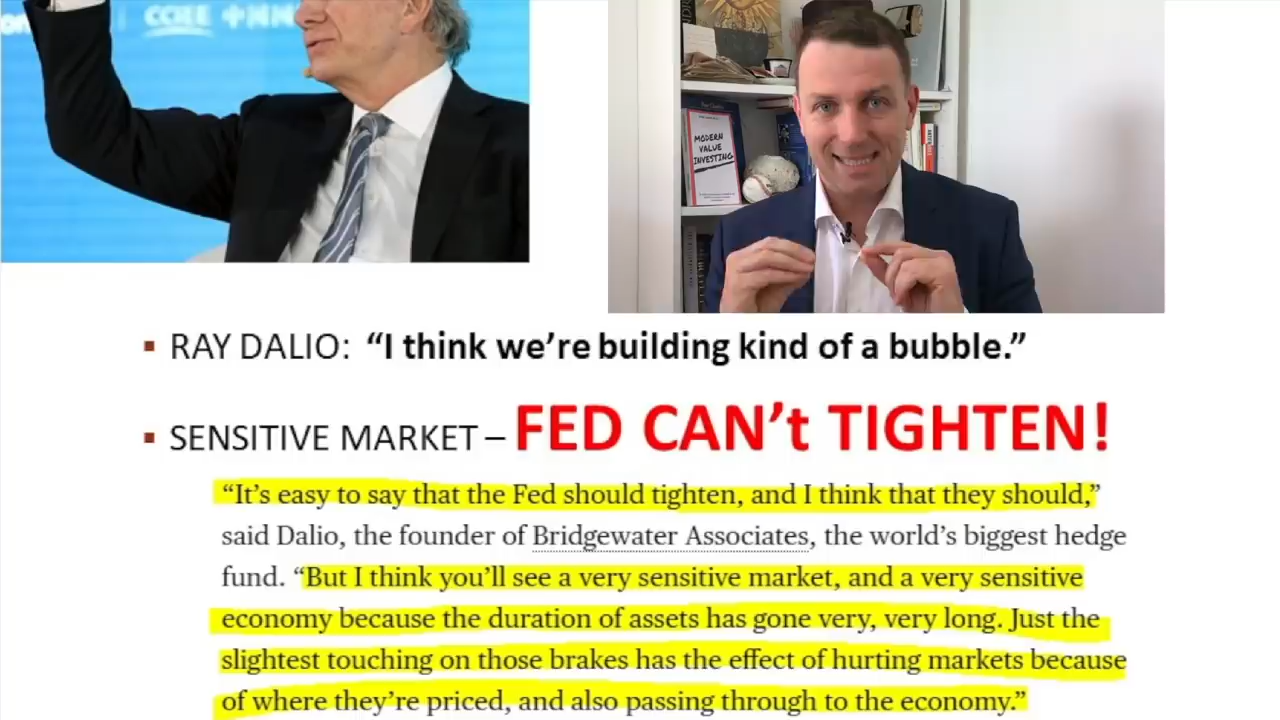 CCIEE
MODERN
VALUE
INVESTING
▪ RAY DALIO: “I think we’re building kind of a bubble.”
▪ SENSITIVE MARKET – FED CAN’t TIGHTEN!
“It’s easy to say that the Fed should tighten, and I think that they should,”
said Dalio, the founder of Bridgewater Associates, the world’s biggest hedge
fund. “But I think you’ll see a very sensitive market, and a very sensitive
economy because the duration of assets has gone very, very long. Just the
slightest touching on those brakes has the effect of hurting markets because
of where they’re priced, and also passing through to the economy.”